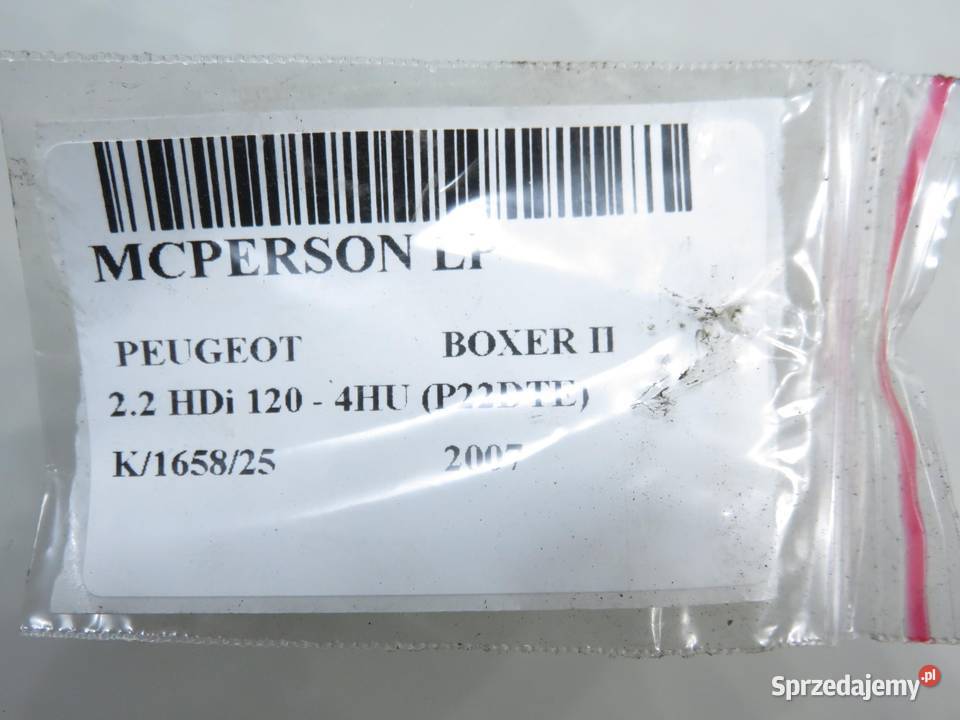 MCPERSON LP
PEUGEOT BOXER II
2.2 HDi 120 - 4HU (P22DTE)
K/1658/25 2007
Sprzedajemy.pl